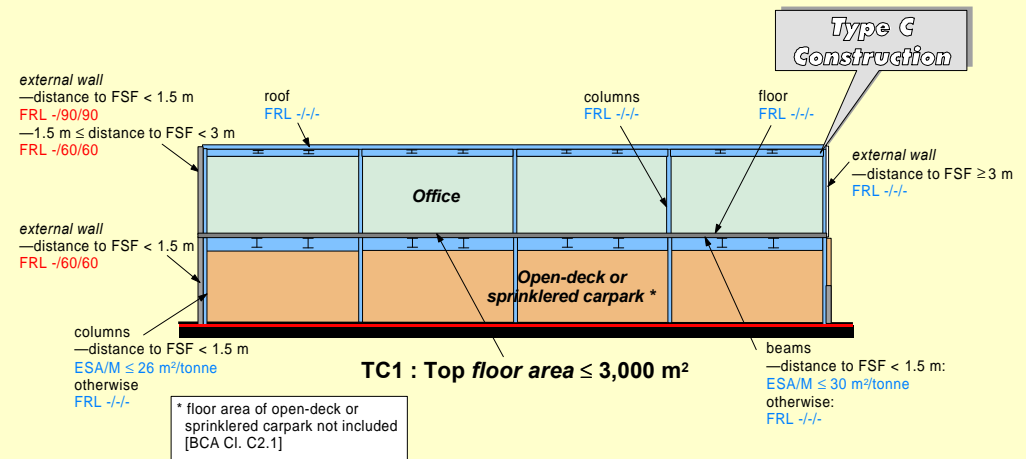 Type C
Construction
external wall
—distance to FSF < 1.5 m
FRL -/90/90
—1.5 m ≤ distance to FSF < 3 m
FRL -/60/60
roof
FRL -/-/-
columns
FRL -/-/-
floor
FRL -/-/-
external wall
—distance to FSF ≥ 3 m
FRL -/-/-
Office
external wall
—distance to FSF < 1.5 m
FRL -/60/60
Open-deck or
sprinklered carpark *
columns
—distance to FSF < 1.5 m
ESA/M ≤ 26 m²/tonne
otherwise
FRL -/-/-
TC1 : Top floor area ≤ 3,000 m²
beams
—distance to FSF < 1.5 m:
ESA/M ≤ 30 m²/tonne
otherwise:
FRL -/-/-
* floor area of open-deck or
sprinklered carpark not included
[BCA Cl. C2.1]